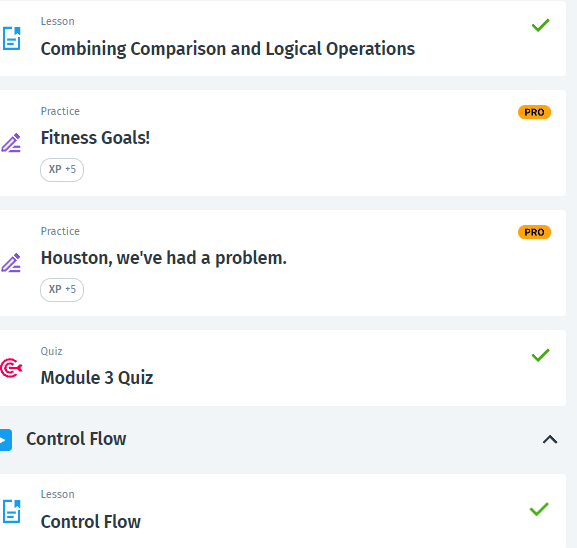 Lesson
Combining Comparison and Logical Operations
Practice
PRO
Fitness Goals!
XP +5
Practice
PRO
Houston, we've had a problem.
XP +5
Quiz
Module 3 Quiz
Control Flow
Lesson
Control Flow